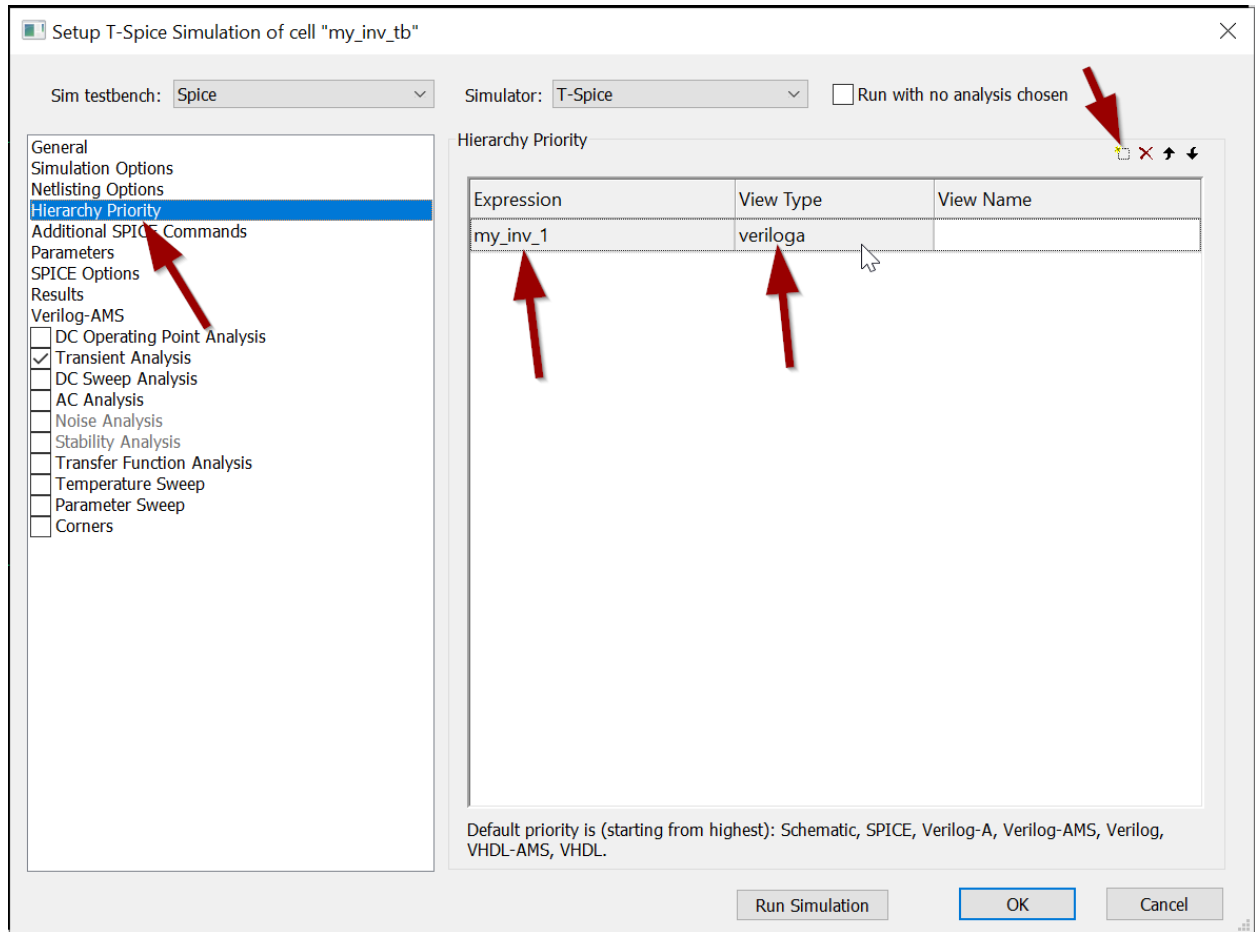 Setup T-Spice Simulation of cell "my_inv_tb"
Sim testbench: Spice
Simulator: T-Spice
Run with no analysis chosen
General
Simulation Options
Netlisting Options
Hierarchy Priority
Additional SPICE Commands
Parameters
SPICE Options
Results
Verilog-AMS
DC Operating Point Analysis
Transient Analysis
DC Sweep Analysis
AC Analysis
Noise Analysis
Stability Analysis
Transfer Function Analysis
Temperature Sweep
Parameter Sweep
Corners
Hierarchy Priority
Expression View Type View Name
my_inv_1 veriloga
Default priority is (starting from highest): Schematic, SPICE, Verilog-A, Verilog-AMS, Verilog,
VHDL-AMS, VHDL.
Run Simulation OK Cancel